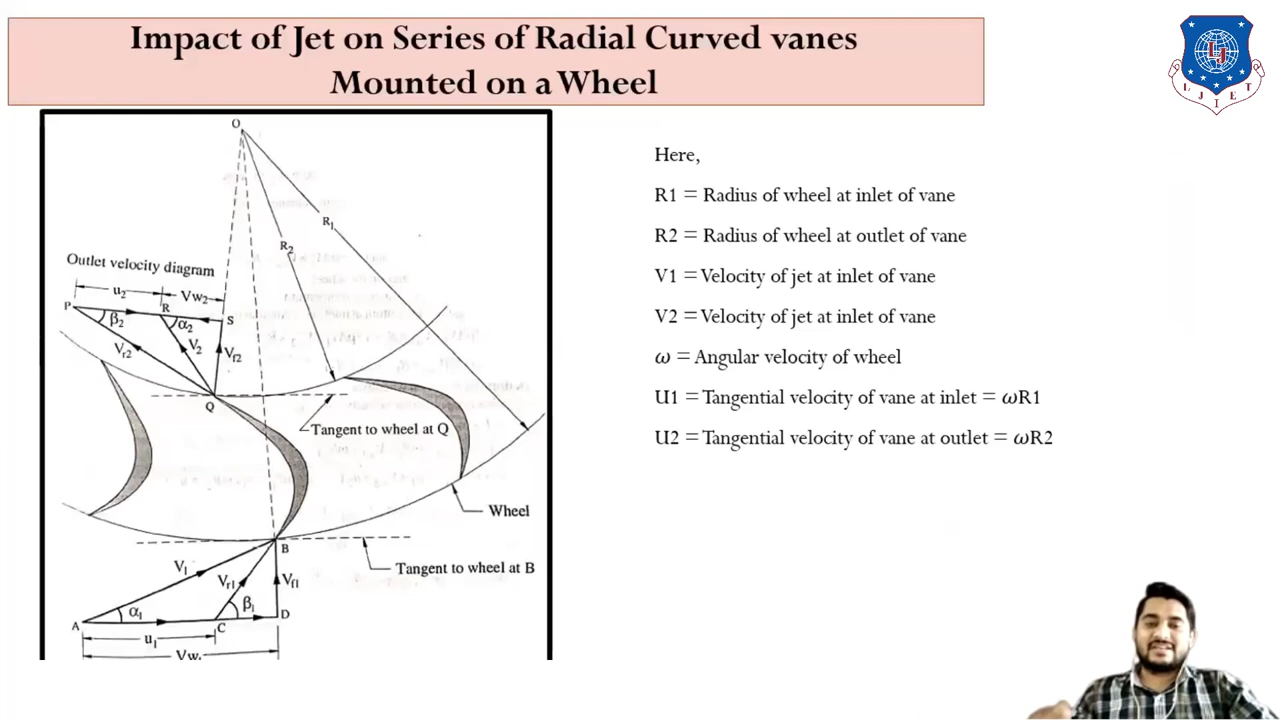 Impact of Jet on Series of Radial Curved vanes
Mounted on a Wheel
LJIET
O
R1
R2
Outlet velocity diagram
u2
Vw2
P
R
S
β2
α2
Vr2
V2
Vf2
Q
Tangent to wheel at Q
Wheel
B
Tangent to wheel at B
V1
Vr1
Vf1
α1
β1
A
C
D
u1
Vw1
Here,
R1 = Radius of wheel at inlet of vane
R2 = Radius of wheel at outlet of vane
V1 = Velocity of jet at inlet of vane
V2 = Velocity of jet at inlet of vane
ω = Angular velocity of wheel
U1 = Tangential velocity of vane at inlet = ωR1
U2 = Tangential velocity of vane at outlet = ωR2